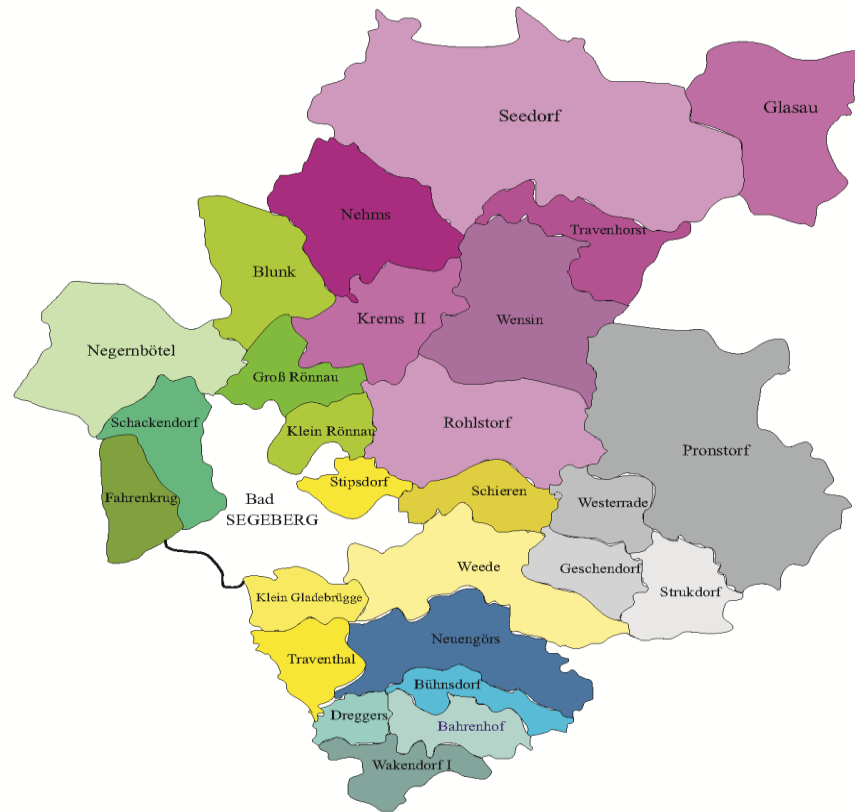 Seedorf
Glasau
Nehms
Travenhorst
Blunk
Krems II
Wensin
Negernbötel
Groß Rönnau
Schackendorf
Klein Rönnau
Rohlstorf
Pronstorf
Stipsdorf
Schieren
Fahrenkrug
Bad
SEGEBERG
Westerrade
Weede
Geschendorf
Strukdorf
Klein Gladebrügge
Neuengörs
Traventhal
Bühnsdorf
Dreggers
Bahrenhof
Wakendorf I